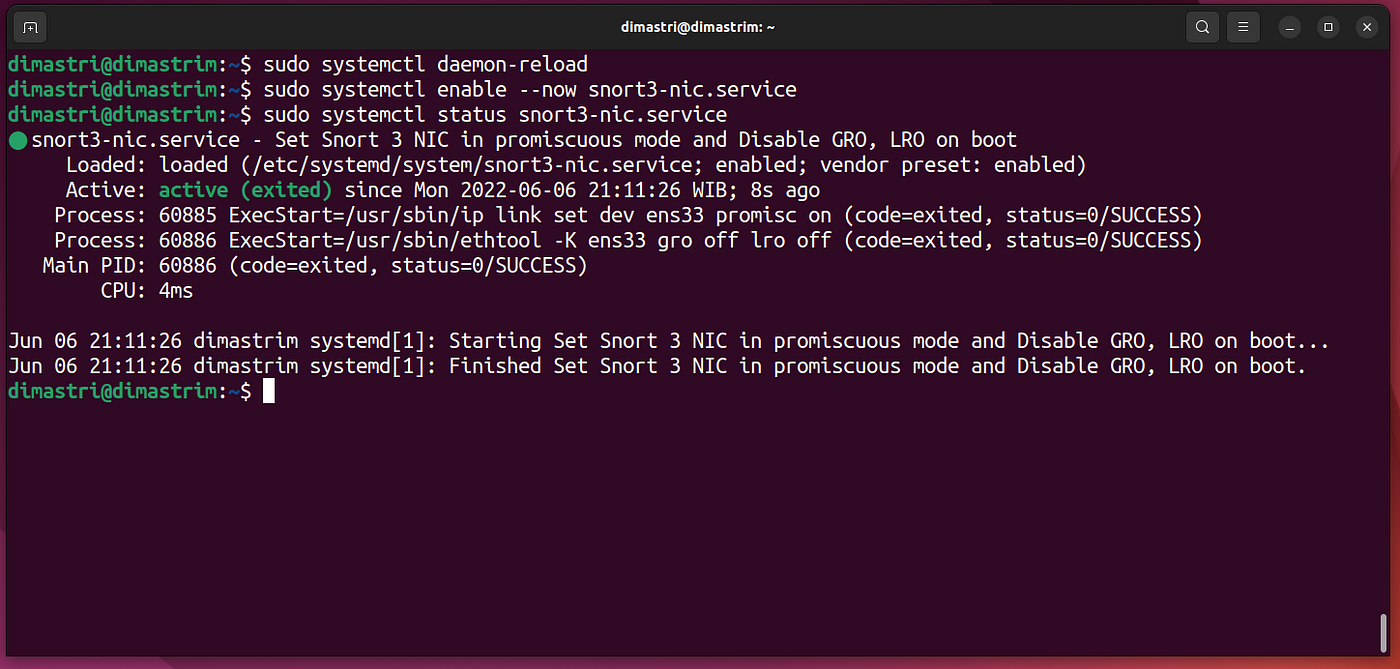 dimastri@dimastrim: ~
dimastri@dimastrim:~$ sudo systemctl daemon-reload
dimastri@dimastrim:~$ sudo systemctl enable --now snort3-nic.service
dimastri@dimastrim:~$ sudo systemctl status snort3-nic.service
● snort3-nic.service - Set Snort 3 NIC in promiscuous mode and Disable GRO, LRO on boot
     Loaded: loaded (/etc/systemd/system/snort3-nic.service; enabled; vendor preset: enabled)
     Active: active (exited) since Mon 2022-06-06 21:11:26 WIB; 8s ago
    Process: 60885 ExecStart=/usr/sbin/ip link set dev ens33 promisc on (code=exited, status=0/SUCCESS)
    Process: 60886 ExecStart=/usr/sbin/ethtool -K ens33 gro off lro off (code=exited, status=0/SUCCESS)
   Main PID: 60886 (code=exited, status=0/SUCCESS)
        CPU: 4ms

Jun 06 21:11:26 dimastrim systemd[1]: Starting Set Snort 3 NIC in promiscuous mode and Disable GRO, LRO on boot...
Jun 06 21:11:26 dimastrim systemd[1]: Finished Set Snort 3 NIC in promiscuous mode and Disable GRO, LRO on boot.
dimastri@dimastrim:~$